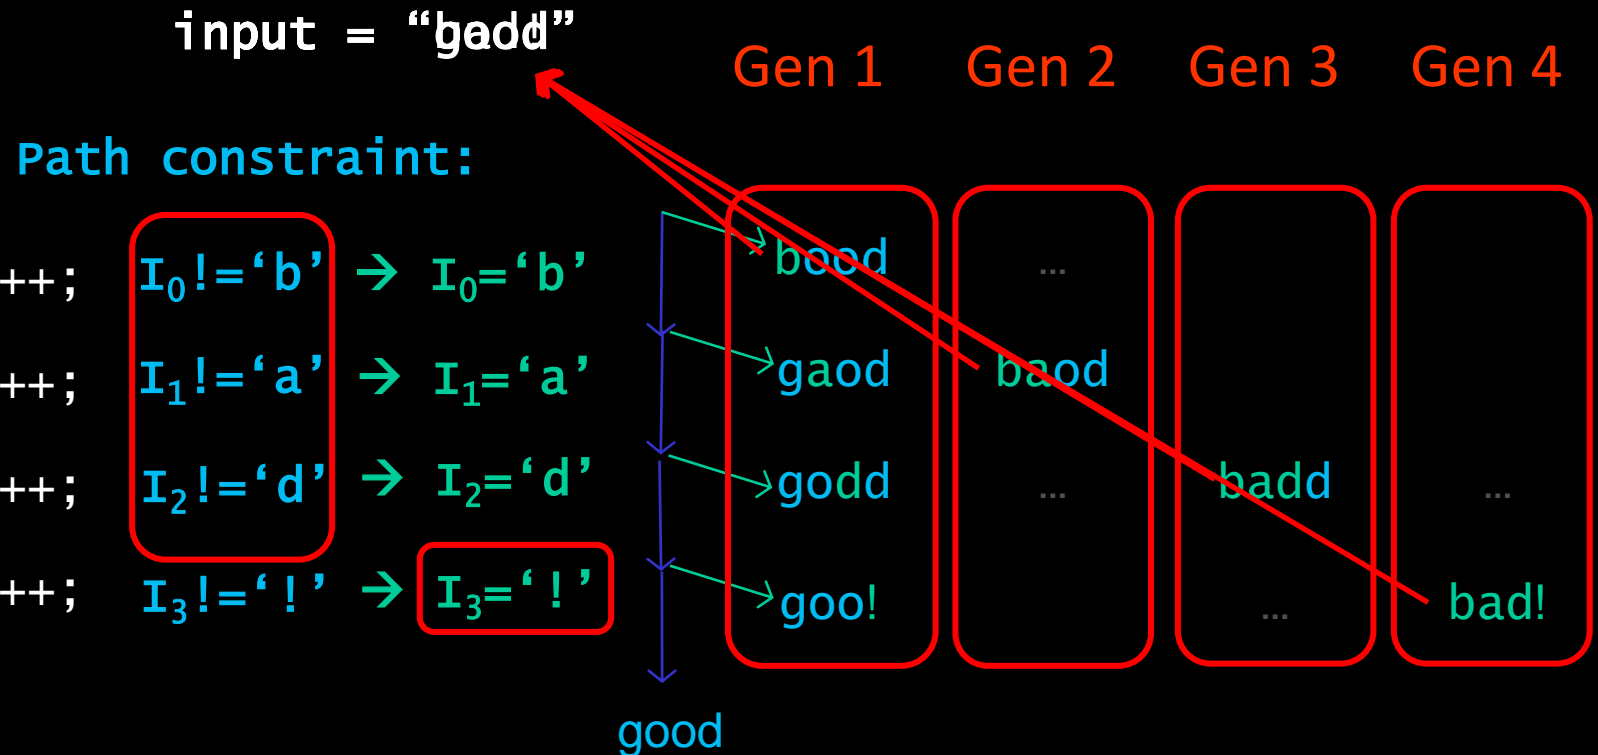 input = “
”
Gen 1 Gen 2 Gen 3 Gen 4
Path constraint:
++; I0!=‘b’ → I0=‘b’ bood ...
++; I1!=‘a’ → I1=‘a’ gaod baod
++; I2!=‘d’ → I2=‘d’ godd ... badd ...
++; I3!=‘!’ → I3=‘!’ goo! ... bad!
good